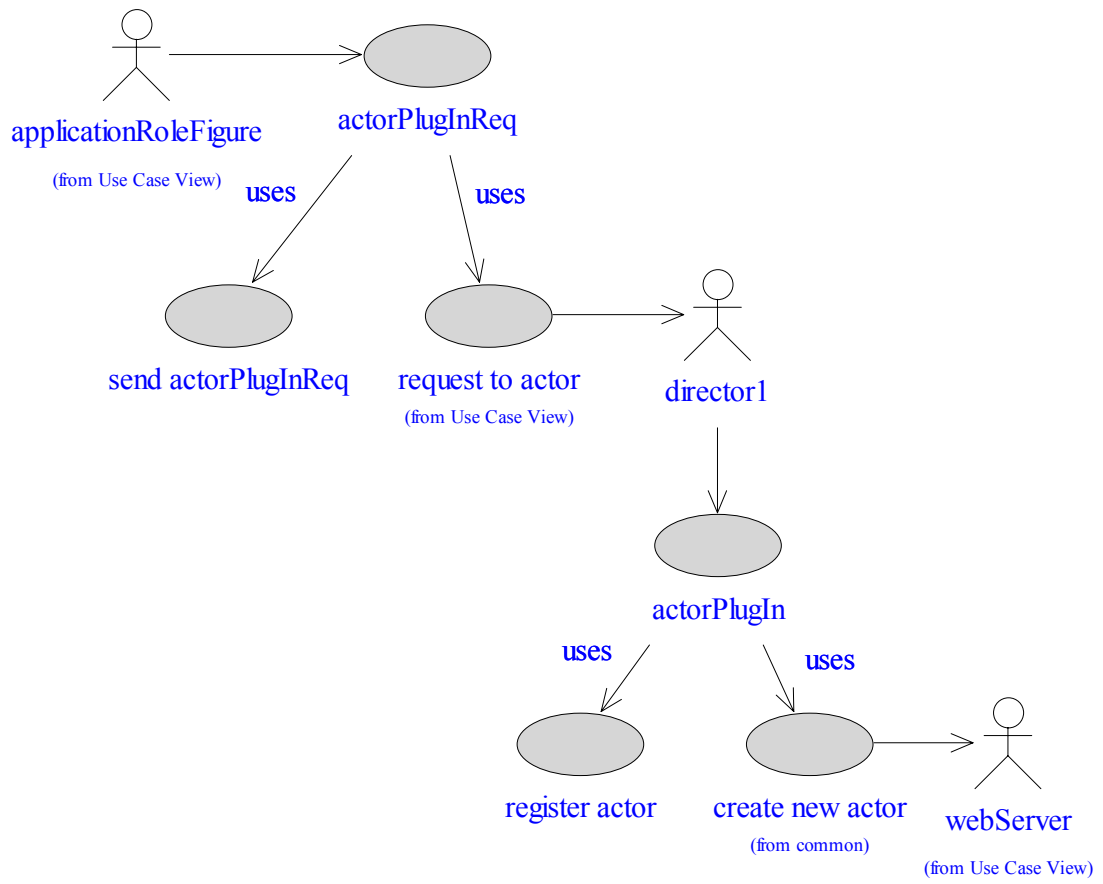 applicationRoleFigure
(from Use Case View)
actorPlugInReq
uses
uses
send actorPlugInReq
request to actor
(from Use Case View)
director1
actorPlugIn
uses
uses
register actor
create new actor
(from common)
webServer
(from Use Case View)